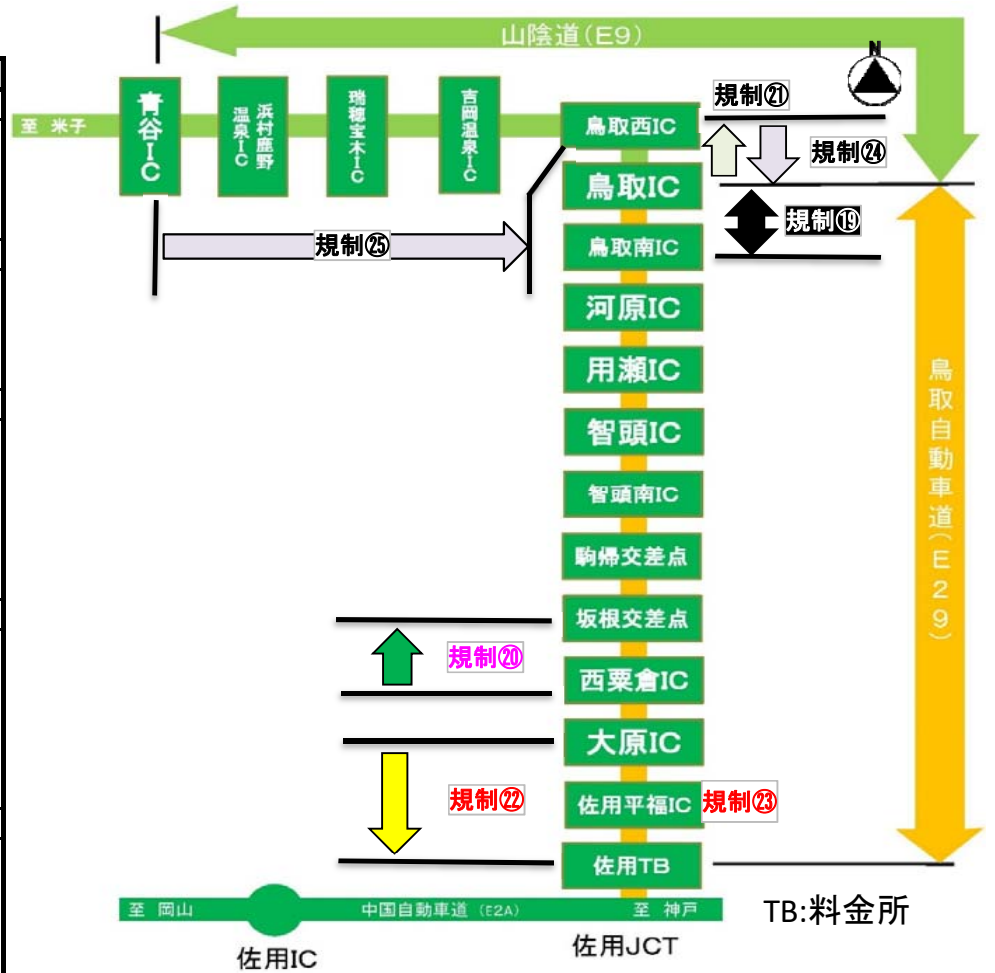 山陰道(E9)
N
至 米子
青谷IC
浜村鹿野
温泉IC
瑞穂宝木IC
吉岡温泉IC
鳥取西IC
規制㉑
規制㉔
鳥取IC
規制⑲
規制㉕
鳥取南IC
河原IC
用瀬IC
智頭IC
智頭南IC
駒帰交差点
坂根交差点
規制⑳
西粟倉IC
大原IC
規制㉒
佐用平福IC
規制㉓
佐用TB
鳥取自動車道(E29)
至 岡山
中国自動車道 (E2A)
至 神戸
TB:料金所
佐用IC
佐用JCT